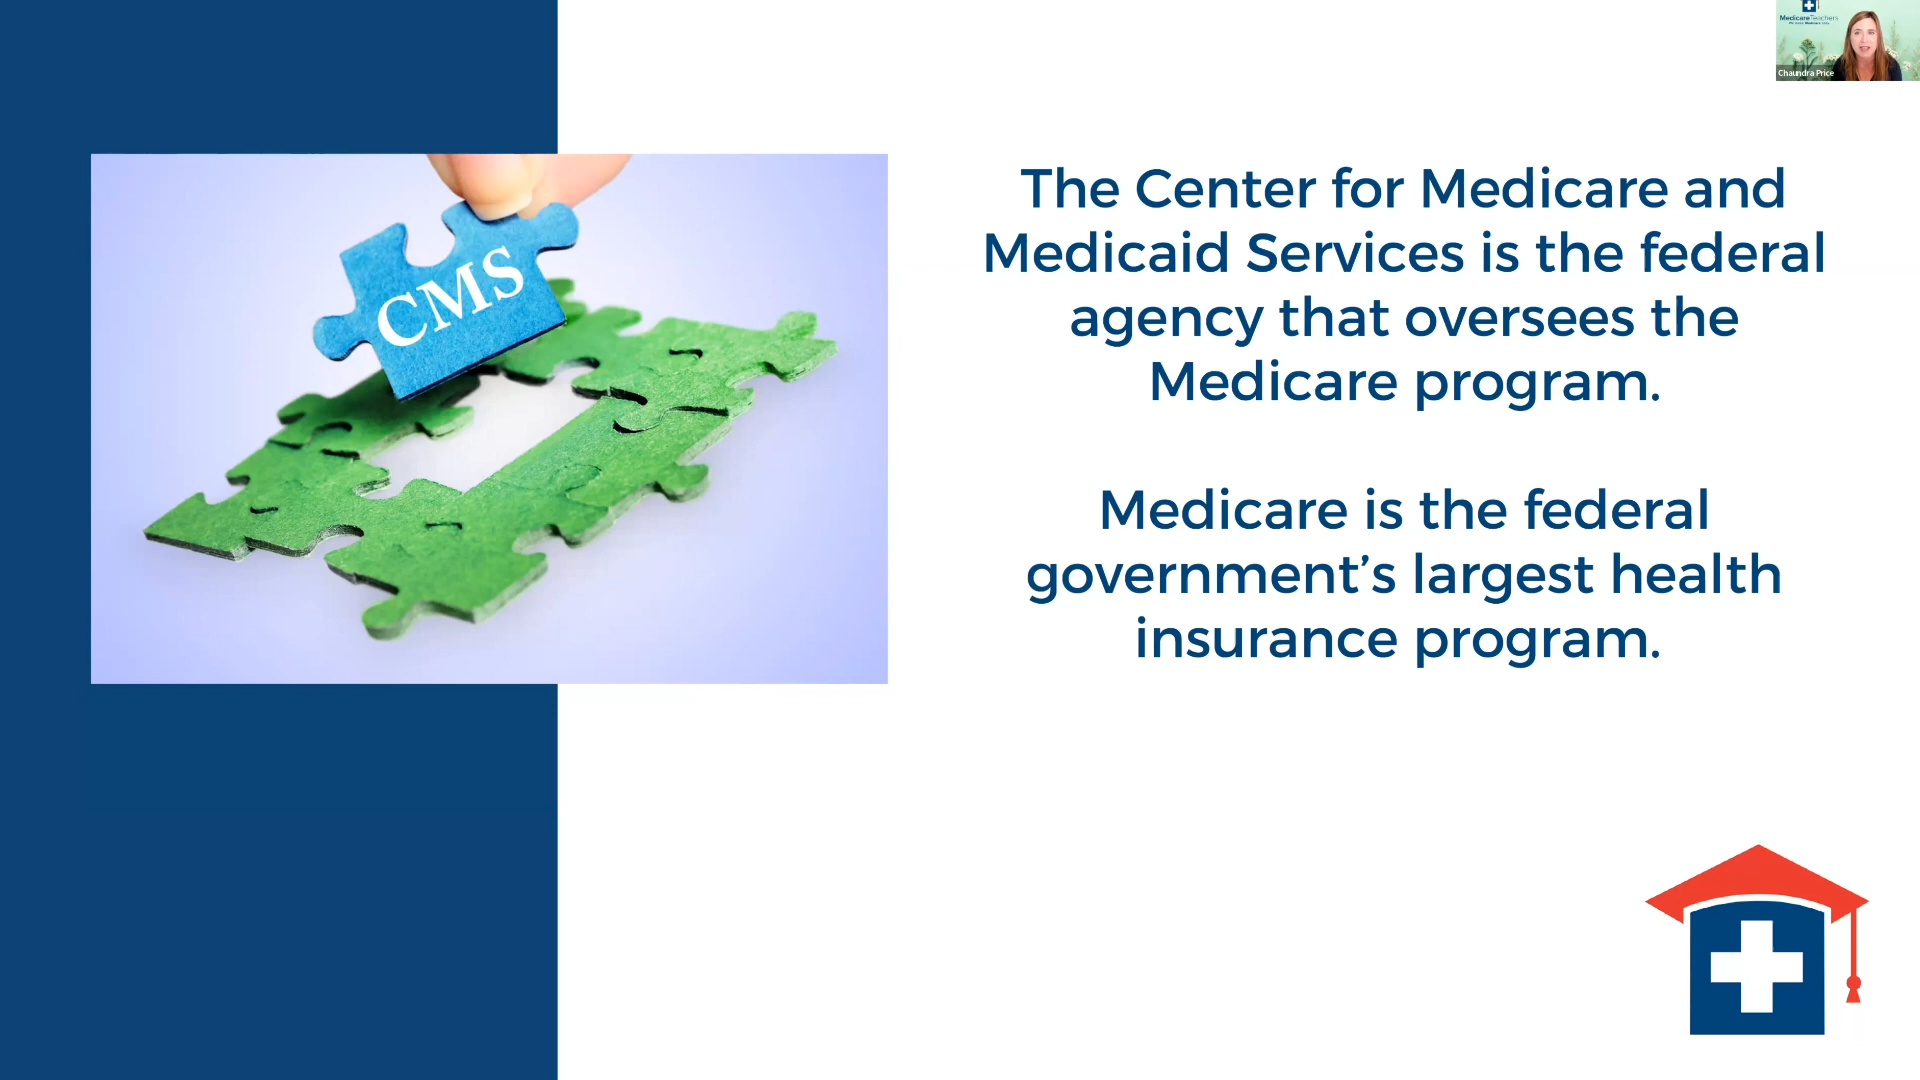 MedicareTeachers
Chaundra Price
CMS
The Center for Medicare and
Medicaid Services is the federal
agency that oversees the
Medicare program.
Medicare is the federal
government’s largest health
insurance program.